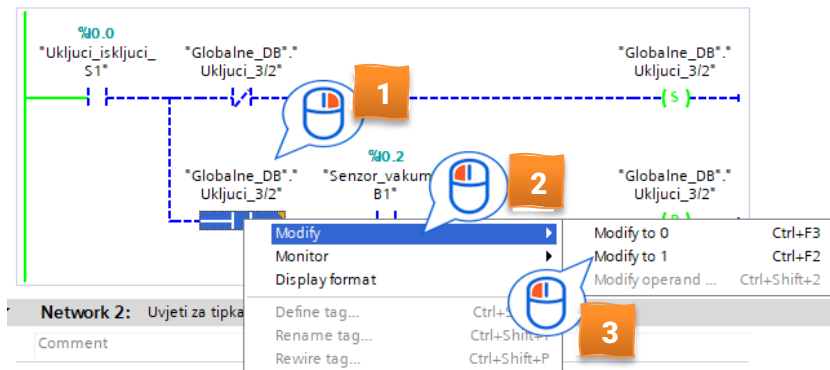 %I0.0
"Ukljuci_iskljuci_
S1"
"Globalne_DB"."
Ukljuci_3/2"
"Globalne_DB"."
Ukljuci_3/2"
( S )
1
"Globalne_DB"."
Ukljuci_3/2"
%I0.2
"Senzor_vakum
B1"
2
"Globalne_DB"."
Ukljuci_3/2"
( R )
Modify
Modify to 0 Ctrl+F3
Monitor
Modify to 1 Ctrl+F2
Display format
Modify operand ... Ctrl+Shift+2
Network 2: Uvjeti za tipka
Define tag...
Rename tag... Ctrl+Shift+T
3
Comment
Rewire tag... Ctrl+Shift+P